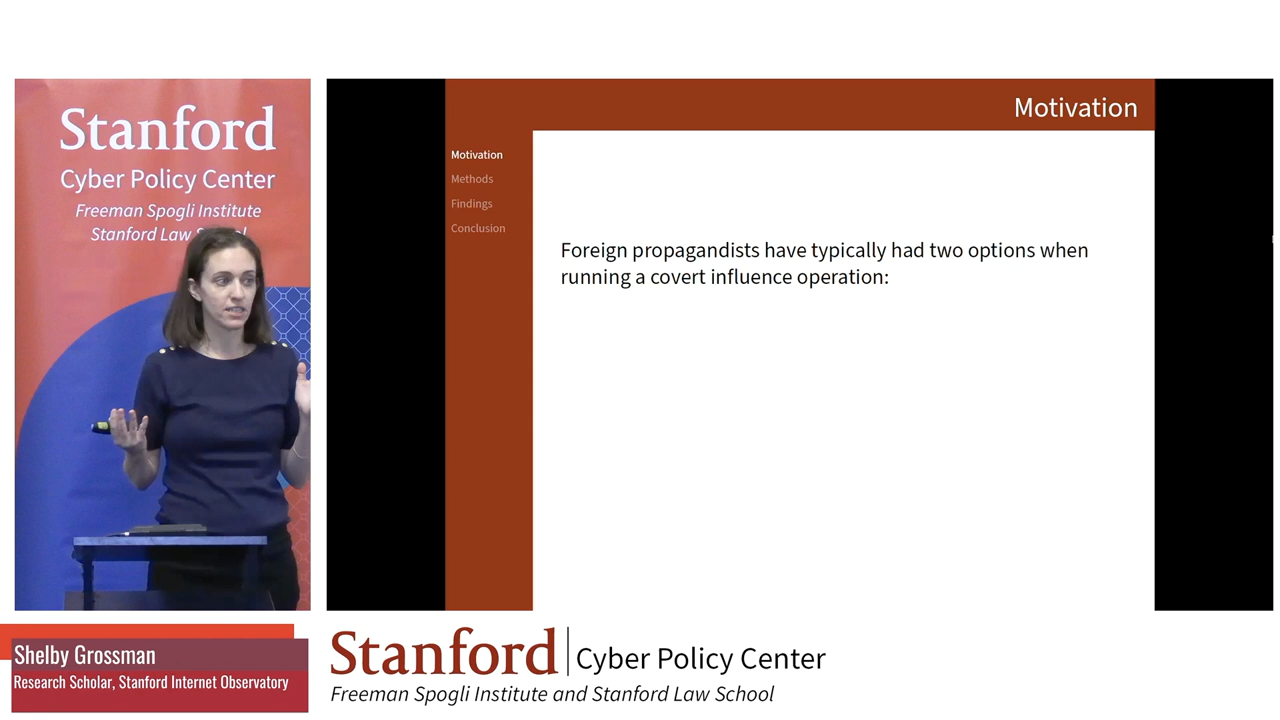 Stanford
Cyber Policy Center
Freeman Spogli Institute
Stanford Law
Motivation
Motivation
Methods
Findings
Conclusion
Foreign propagandists have typically had two options when
running a covert influence operation:
Shelby Grossman
Research Scholar, Stanford Internet Observatory
Stanford | Cyber Policy Center
Freeman Spogli Institute and Stanford Law School